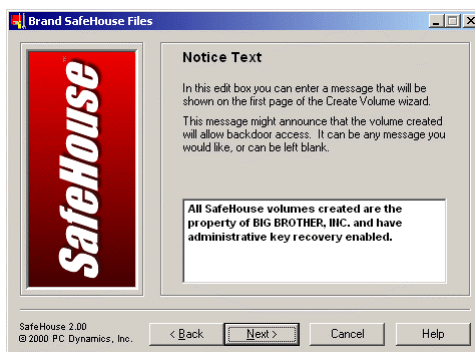 Brand SafeHouse Files
SafeHouse
Notice Text
In this edit box you can enter a message that will be
shown on the first page of the Create Volume wizard.
This message might announce that the volume created
will allow backdoor access. It can be any message you
would like, or can be left blank.
All SafeHouse volumes created are the
property of BIG BROTHER, INC. and have
administrative key recovery enabled.
SafeHouse 2.00
© 2000 PC Dynamics, Inc.
< Back
Next >
Cancel
Help